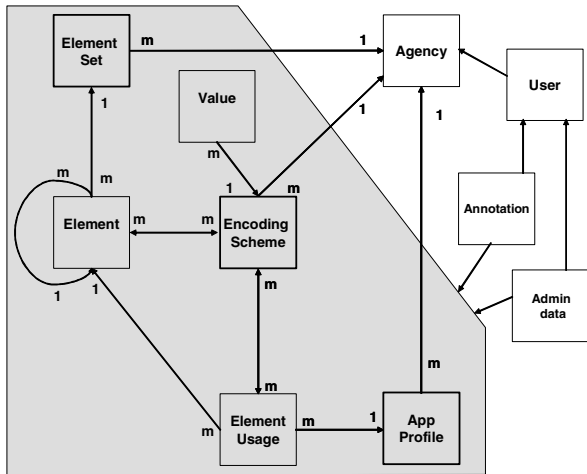 Element
Set
m
1
Agency
User
Value
1
1
1
m
m
m
1
m
Annotation
Element
m
m
Encoding
Scheme
1
1
m
Admin
data
m
m
m
Element
Usage
m
1
App
Profile